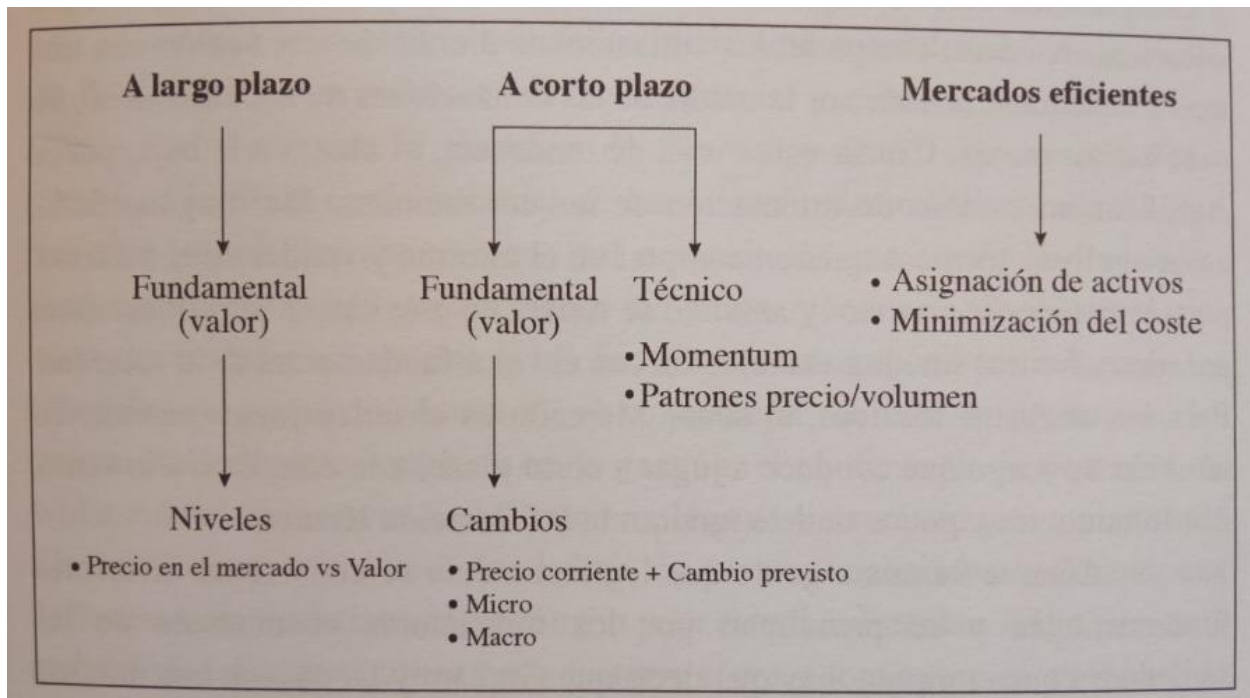 A largo plazo
A corto plazo
Mercados eficientes
Fundamental
(valor)
Fundamental
(valor)
Técnico
• Momentum
• Patrones precio/volumen
• Asignación de activos
• Minimización del coste
Niveles
• Precio en el mercado vs Valor
Cambios
• Precio corriente + Cambio previsto
• Micro
• Macro